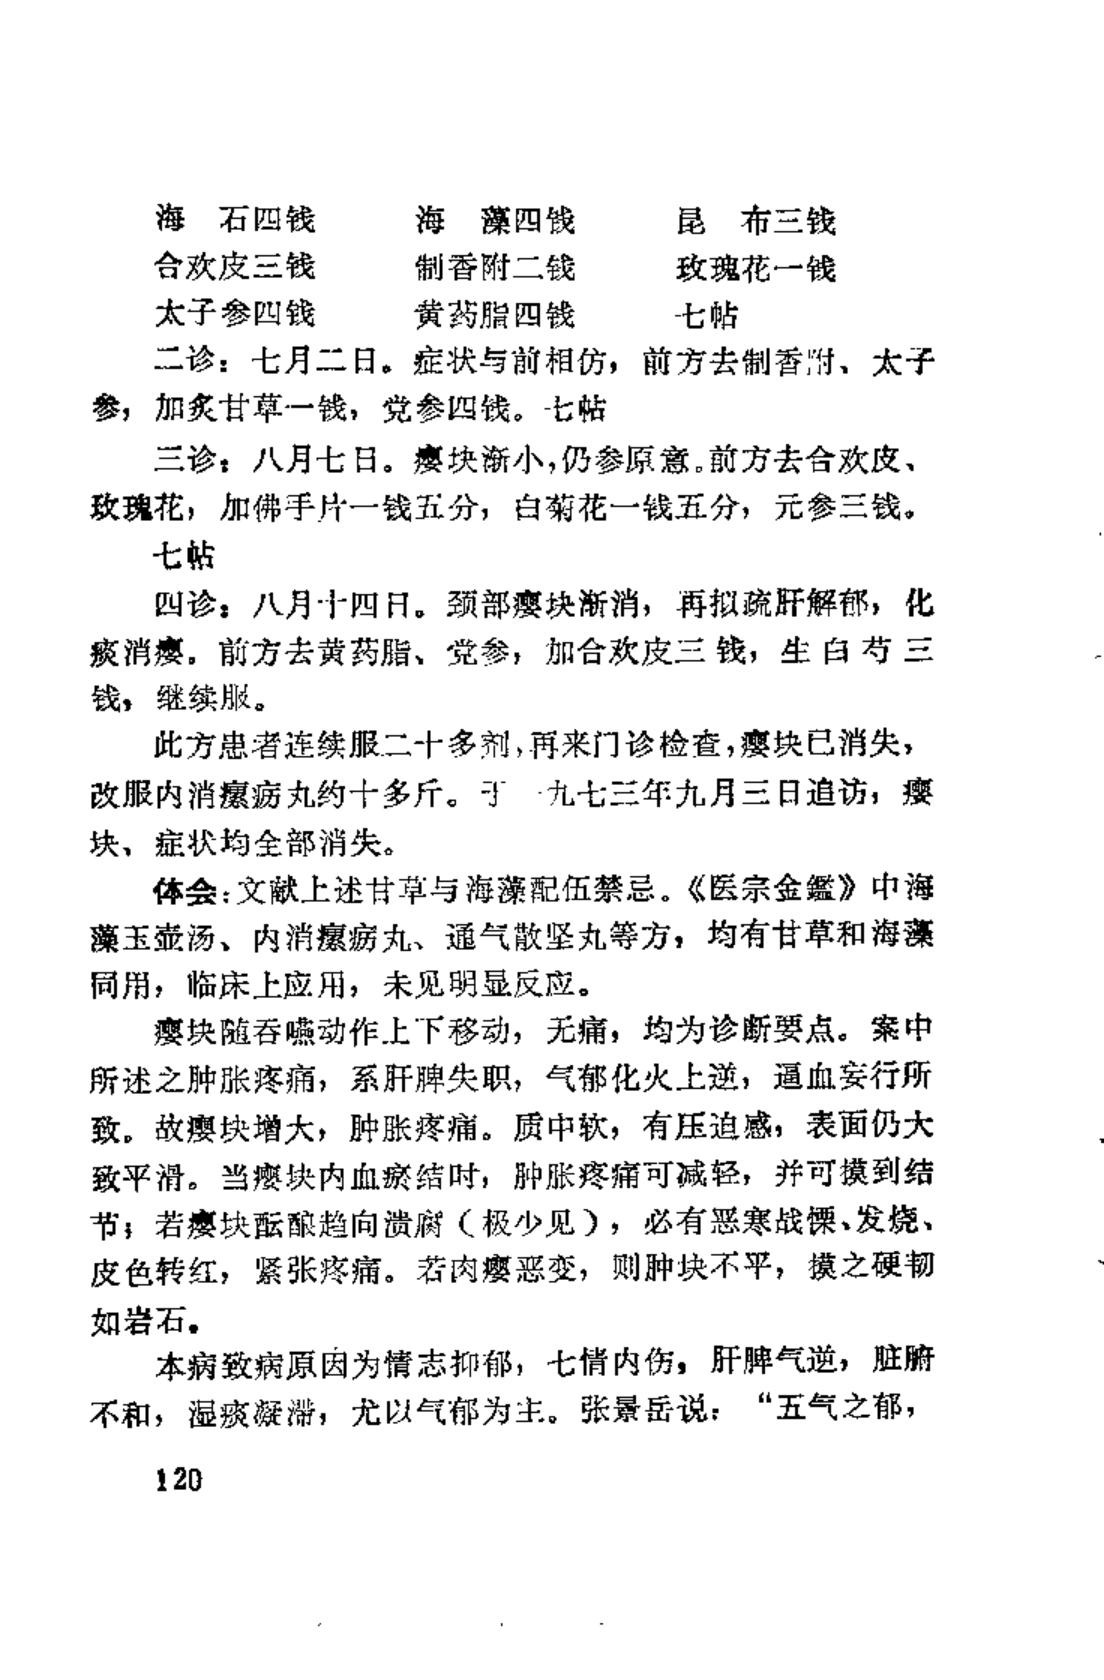 海　石四钱　海　藻四钱　昆　布三钱
合欢皮三钱　制香附二钱　玫瑰花一钱
太子参四钱　黄药脂四钱　七帖
二诊：七月二日。症状与前相仿，前方去制香附、太子
参，加炙甘草一钱，党参四钱。七帖
三诊：八月七日。瘿块渐小，仍参原意。前方去合欢皮、
玫瑰花，加佛手片一钱五分，白菊花一钱五分，元参三钱。
七帖
四诊：八月十四日。颈部瘿块渐消，再拟疏肝解郁，化
痰消瘿。前方去黄药脂、党参，加合欢皮三钱，生白芍三
钱，继续服。
此方患者连续服二十多剂，再来门诊检查，瘿块已消失，
改服内消瘰疬丸约十多斤。于一九七三年九月三日追访，瘿
块、症状均全部消失。
体会：文献上述甘草与海藻配伍禁忌。《医宗金鑑》中海
藻玉壶汤、内消瘰疬丸、通气散坚丸等方，均有甘草和海藻
同用，临床上应用，未见明显反应。
瘿块随吞嚥动作上下移动，无痛，均为诊断要点。案中
所述之肿胀疼痛，系肝脾失职，气郁化火上逆，逼血妄行所
致。故瘿块增大，肿胀疼痛。质中软，有压迫感，表面仍大
致平滑。当瘿块内血瘀结时，肿胀疼痛可减轻，并可摸到结
节；若瘿块酝酿趋向溃腐（极少见），必有恶寒战慄、发烧、
皮色转红，紧张疼痛。若肉瘿恶变，则肿块不平，摸之硬韧
如岩石。
本病致病原因为情志抑郁，七情内伤，肝脾气逆，脏腑
不和，湿痰凝滞，尤以气郁为主。张景岳说：“五气之郁，
120